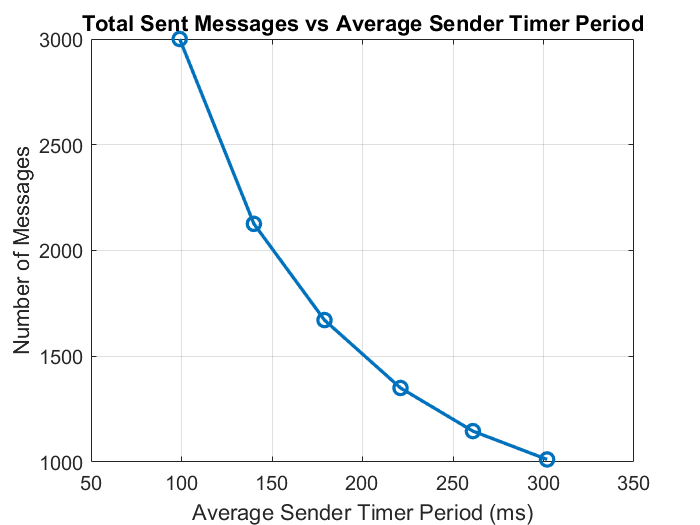 Total Sent Messages vs Average Sender Timer Period
3000
2500
2000
1500
1000
Number of Messages
50 100 150 200 250 300 350
Average Sender Timer Period (ms)